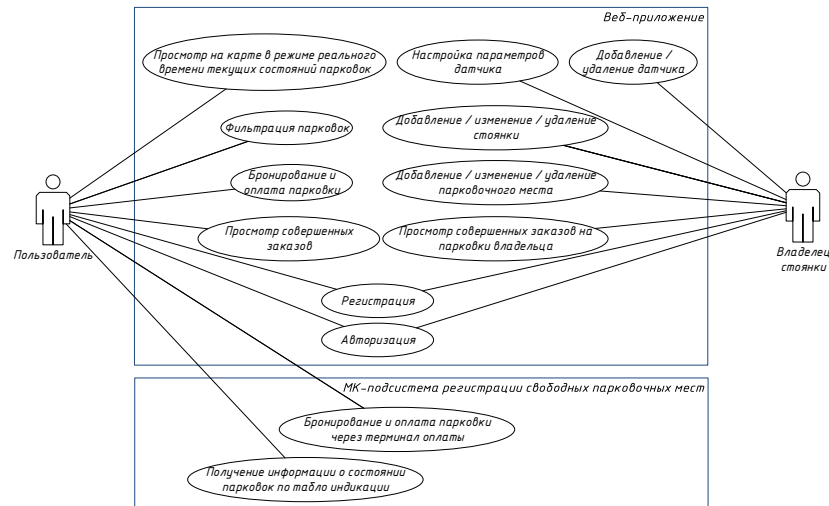 Веб-приложение
Просмотр на карте в режиме реального
времени текущих состояний парковок
Настройка параметров
датчика
Добавление /
удаление датчика
Фильтрация парковок
Добавление / изменение / удаление
стоянки
Бронирование и
оплата парковки
Добавление / изменение / удаление
парковочного места
Просмотр совершенных
заказов
Просмотр совершенных заказов на
парковки владельца
Пользователь
Владелец
стоянки
Регистрация
Авторизация
МК-подсистема регистрации свободных парковочных мест
Бронирование и оплата парковки
через терминал оплаты
Получение информации о состоянии
парковок по табло индикации